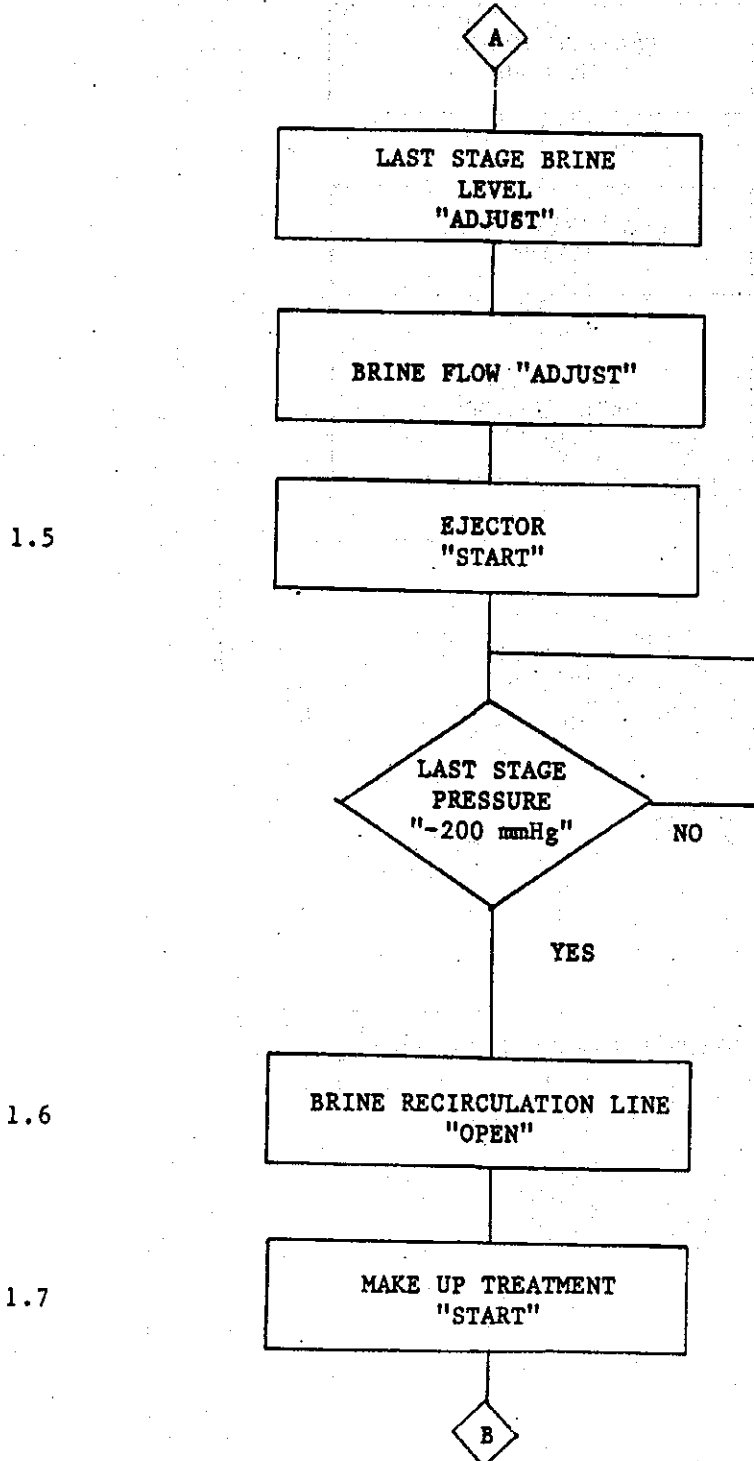 A
LAST STAGE BRINE
LEVEL
"ADJUST"
BRINE FLOW "ADJUST"
1.5
EJECTOR
"START"
LAST STAGE
PRESSURE
"-200 mmHg"
NO
YES
1.6
BRINE RECIRCULATION LINE
"OPEN"
1.7
MAKE UP TREATMENT
"START"
B